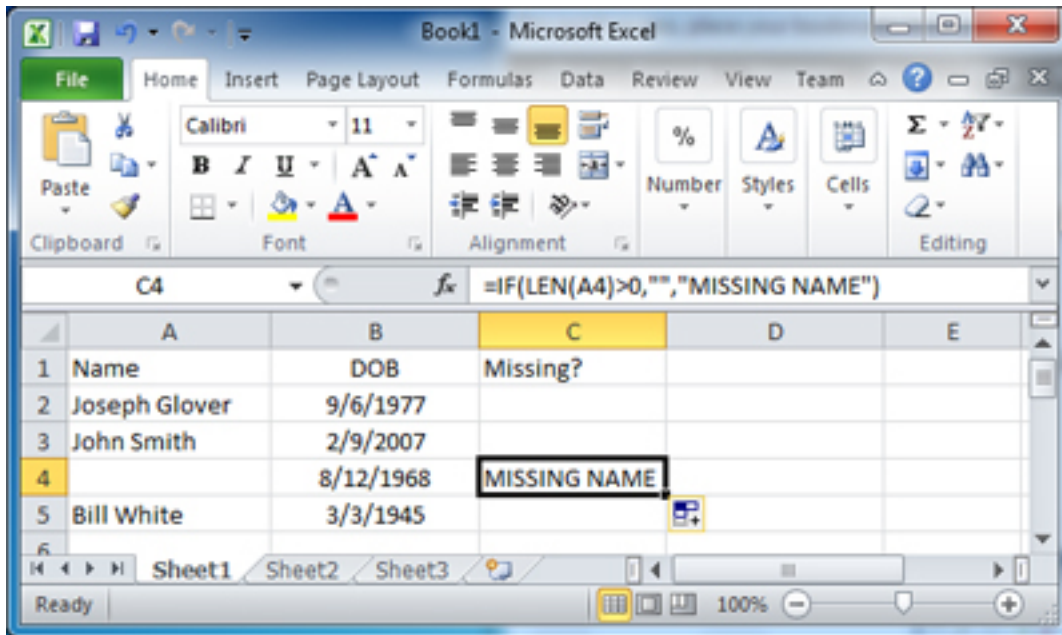 Book1 - Microsoft Excel
File Home Insert Page Layout Formulas Data Review View Team
Calibri 11
% A Σ
Paste B I U A A Number Styles Cells
A
Clipboard Font Alignment Editing
C4 fx =IF(LEN(A4)>0,"","MISSING NAME")
A B C D E
1 Name DOB Missing?
2 Joseph Glover 9/6/1977
3 John Smith 2/9/2007
4 8/12/1968 MISSING NAME
5 Bill White 3/3/1945
6
Sheet1 Sheet2 Sheet3
Ready 100%